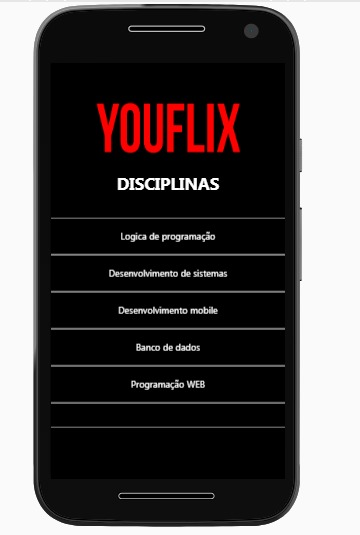 YOUFLIX
DISCIPLINAS
Logica de programação
Desenvolvimento de sistemas
Desenvolvimento mobile
Banco de dados
Programação WEB